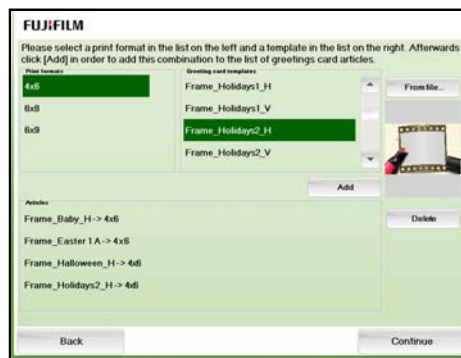 FUJIFILM
Please select a print format in the list on the left and a template in the list on the right. Afterwards
click [Add] in order to add this combination to the list of greetings card articles.
Print formats
Greeting card templates
4x6
6x8
6x9
Frame_Holidays1_H
Frame_Holidays1_V
Frame_Holidays2_H
Frame_Holidays2_V
From file...
Add
Articles
Frame_Baby_H-> 4x6
Frame_Easter 1 A-> 4x6
Frame_Halloween_H-> 4x6
Frame_Holidays2_H-> 4x6
Delete
Back
Continue